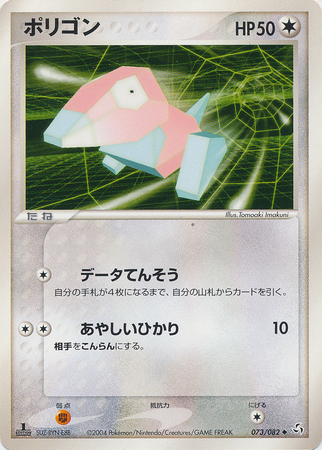 ポリゴン HP50
たね Illus.Tomoaki Imakuni
データてんそう
自分の手札が4枚になるまで、自分の山札からカードを引く。
あやしいひかり 10
相手をこんらんにする。
弱点 抵抗力 にげる
1
©2004 Pokémon/Nintendo/Creatures/GAME FREAK. 073/082